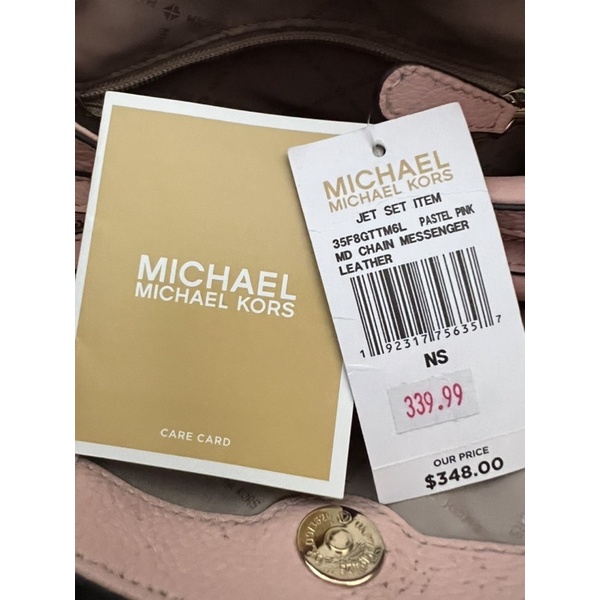 MICHAEL
MICHAEL KORS
CARE CARD
MICHAEL
MICHAEL KORS
JET SET ITEM
35F8GTTM6L PASTEL PINK
MD CHAIN MESSENGER
LEATHER
1 92317 75635 7
NS
339.99
OUR PRICE
$348.00